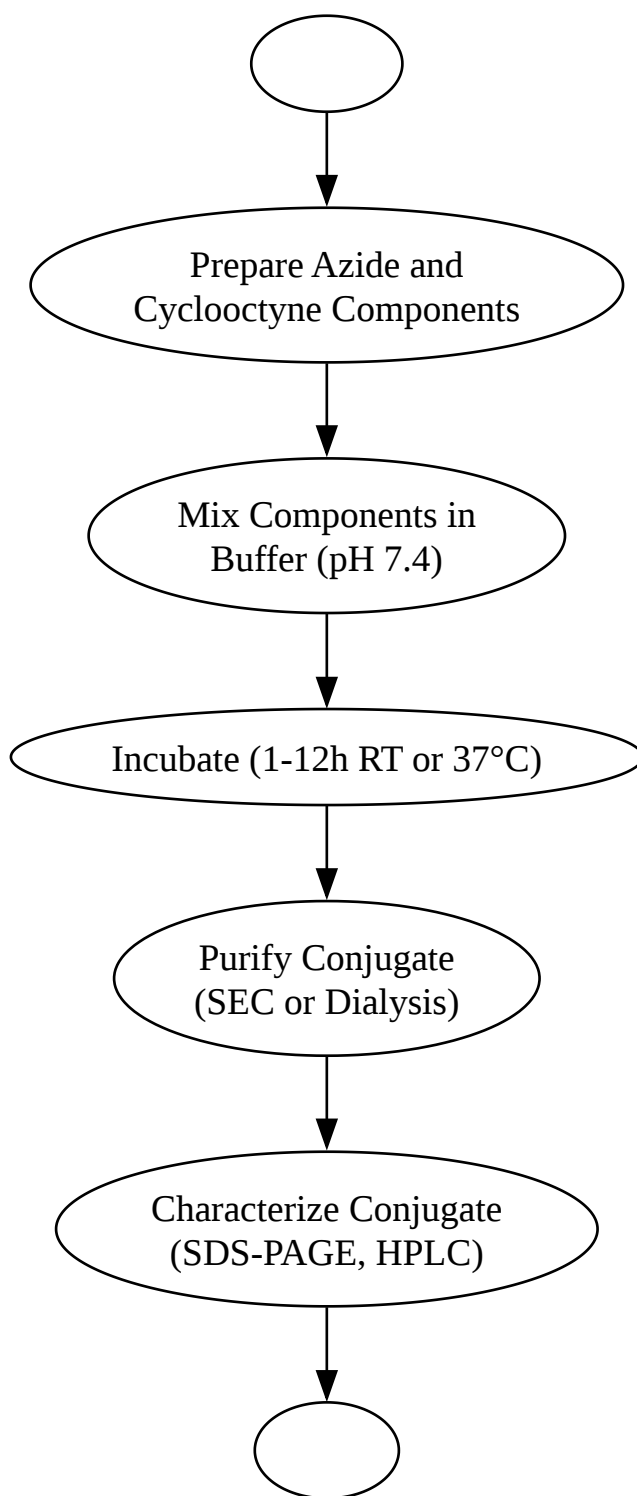 Prepare Azide and
Cyclooctyne Components
Mix Components in
Buffer (pH 7.4)
Incubate (1-12h RT or 37°C)
Purify Conjugate
(SEC or Dialysis)
Characterize Conjugate
(SDS-PAGE, HPLC)